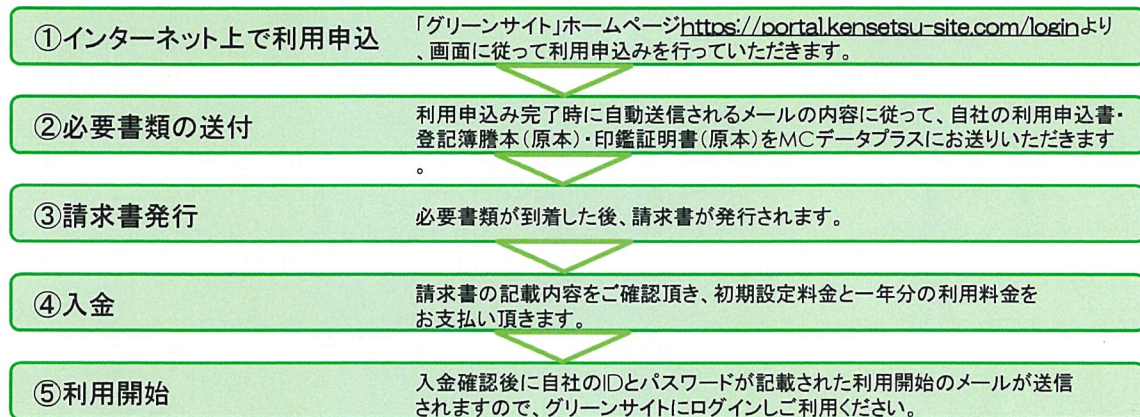 ①インターネット上で利用申込
「グリーンサイト」ホームページhttps://portal.kensetsu-site.com/loginより
、画面に従って利用申込みを行っていただきます。
②必要書類の送付
利用申込み完了時に自動送信されるメールの内容に従って、自社の利用申込書・
登記簿謄本(原本)・印鑑証明書(原本)をMCデータプラスにお送りいただきます
。
③請求書発行
必要書類が到着した後、請求書が発行されます。
④入金
請求書の記載内容をご確認頂き、初期設定料金と一年分の利用料金を
お支払い頂きます。
⑤利用開始
入金確認後に自社のIDとパスワードが記載された利用開始のメールが送信
されますので、グリーンサイトにログインしご利用ください。